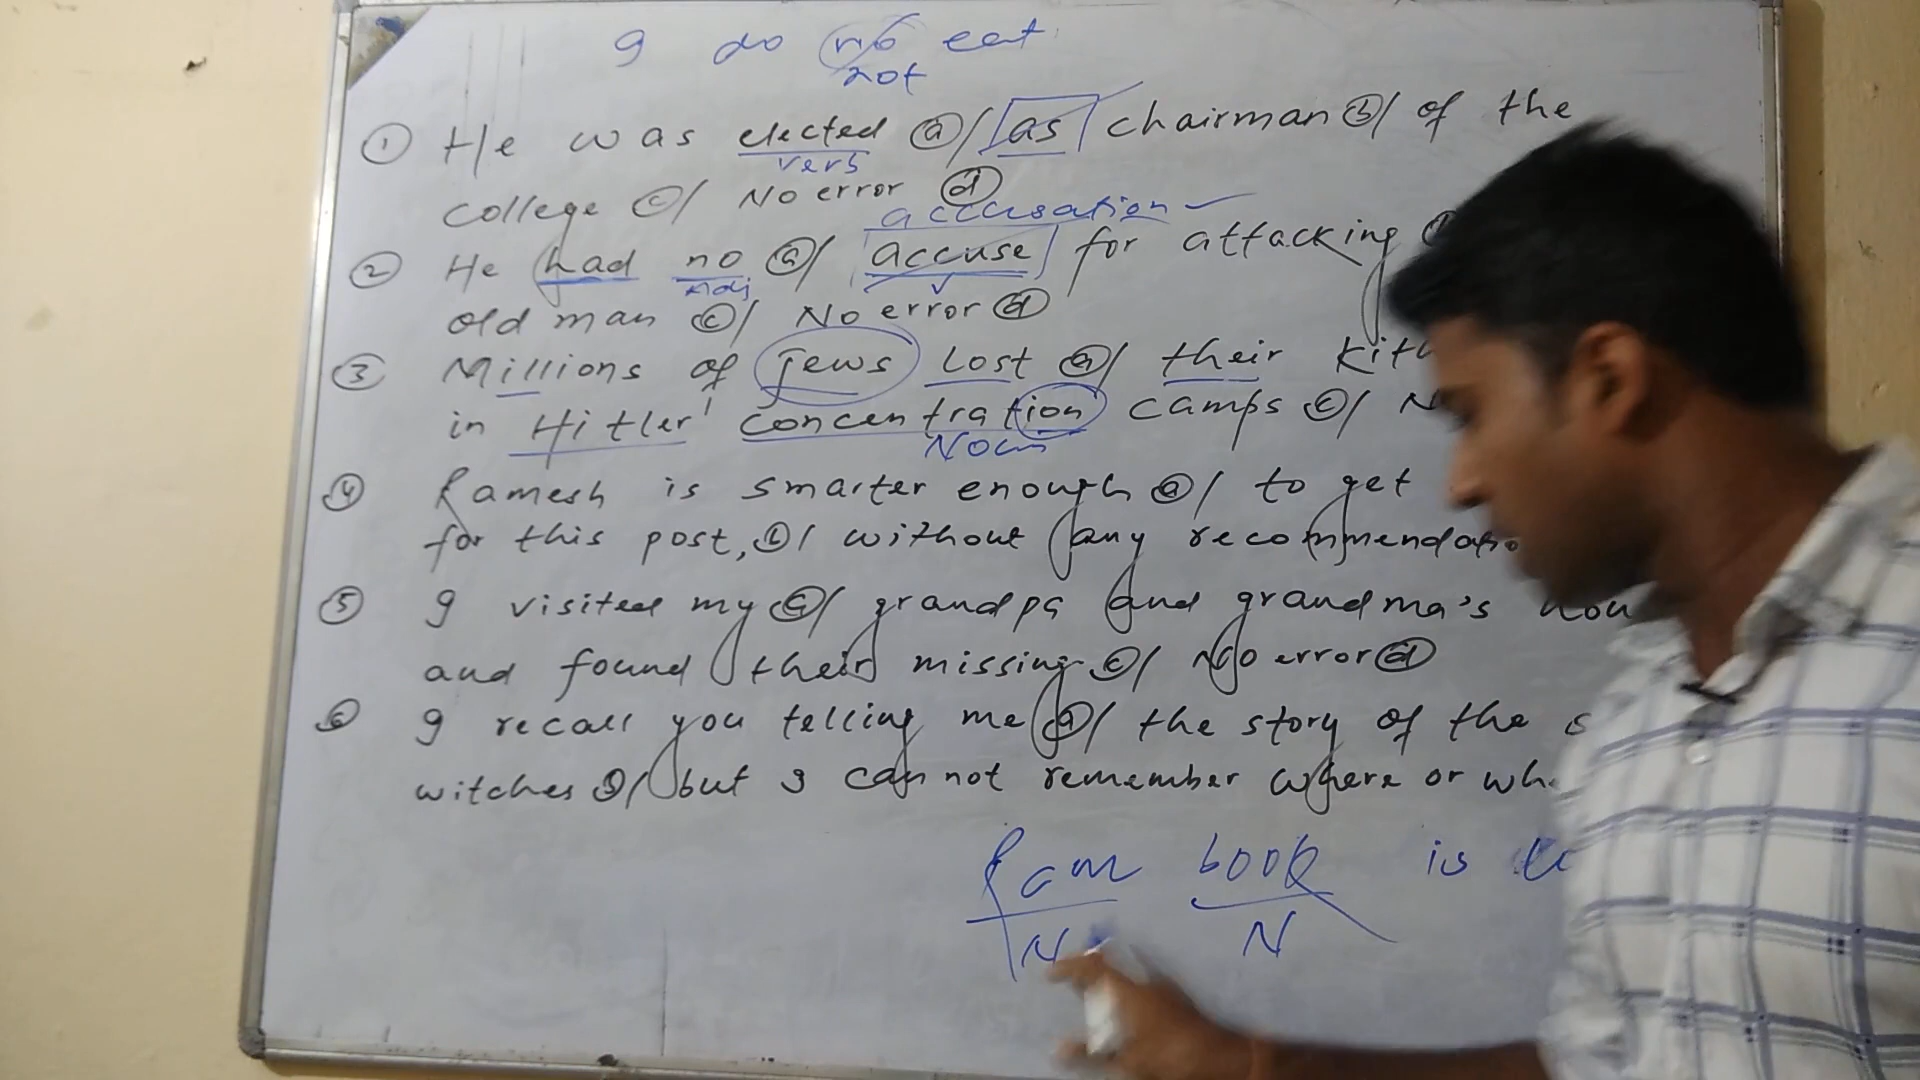 I do no eat
not
① He was elected ⓐ/ as chairman ⓑ/ of the
verb
college ⓒ/ No error ⓓ
accusation
② He had no ⓐ/ accuse for attacking
Adj
old man ⓒ/ No error ⓓ
③ Millions of Jews lost ⓐ/ their kith
in Hitler' concentration camps ⓒ/ N
Noun
④ Ramesh is smarter enough ⓐ/ to get
for this post, ⓑ/ without any recommendatio
⑤ I visited my ⓐ/ grandpa and grandma's hou
and found their missing ⓒ/ No error ⓓ
⑥ I recall you telling me ⓐ/ the story of the
witches ⓑ/ but I can not remember where or wh
Ram book is
N N